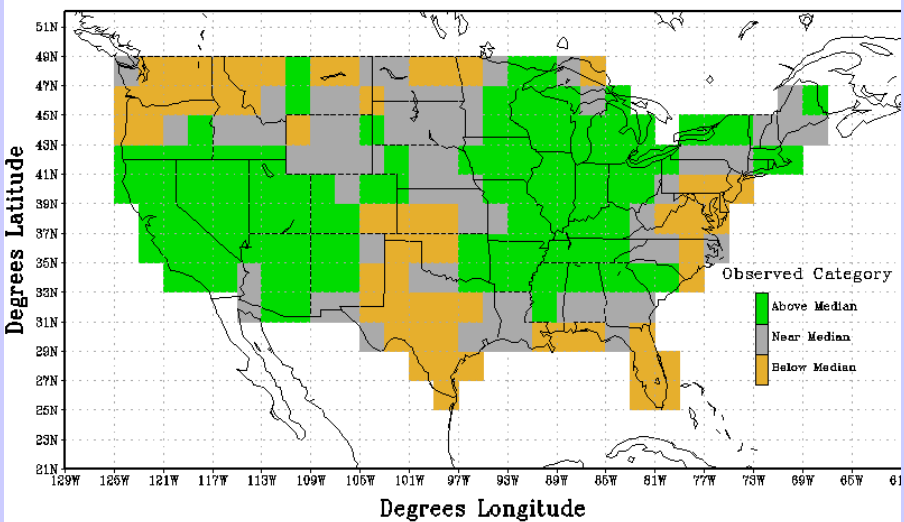 51N
49N
47N
45N
43N
41N
39N
37N
35N
33N
31N
29N
27N
25N
23N
21N
Degrees Latitude
129W 125W 121W 117W 113W 109W 105W 101W 97W 93W 89W 85W 81W 77W 73W 69W 65W 61
Degrees Longitude
Observed Category
Above Median
Near Median
Below Median